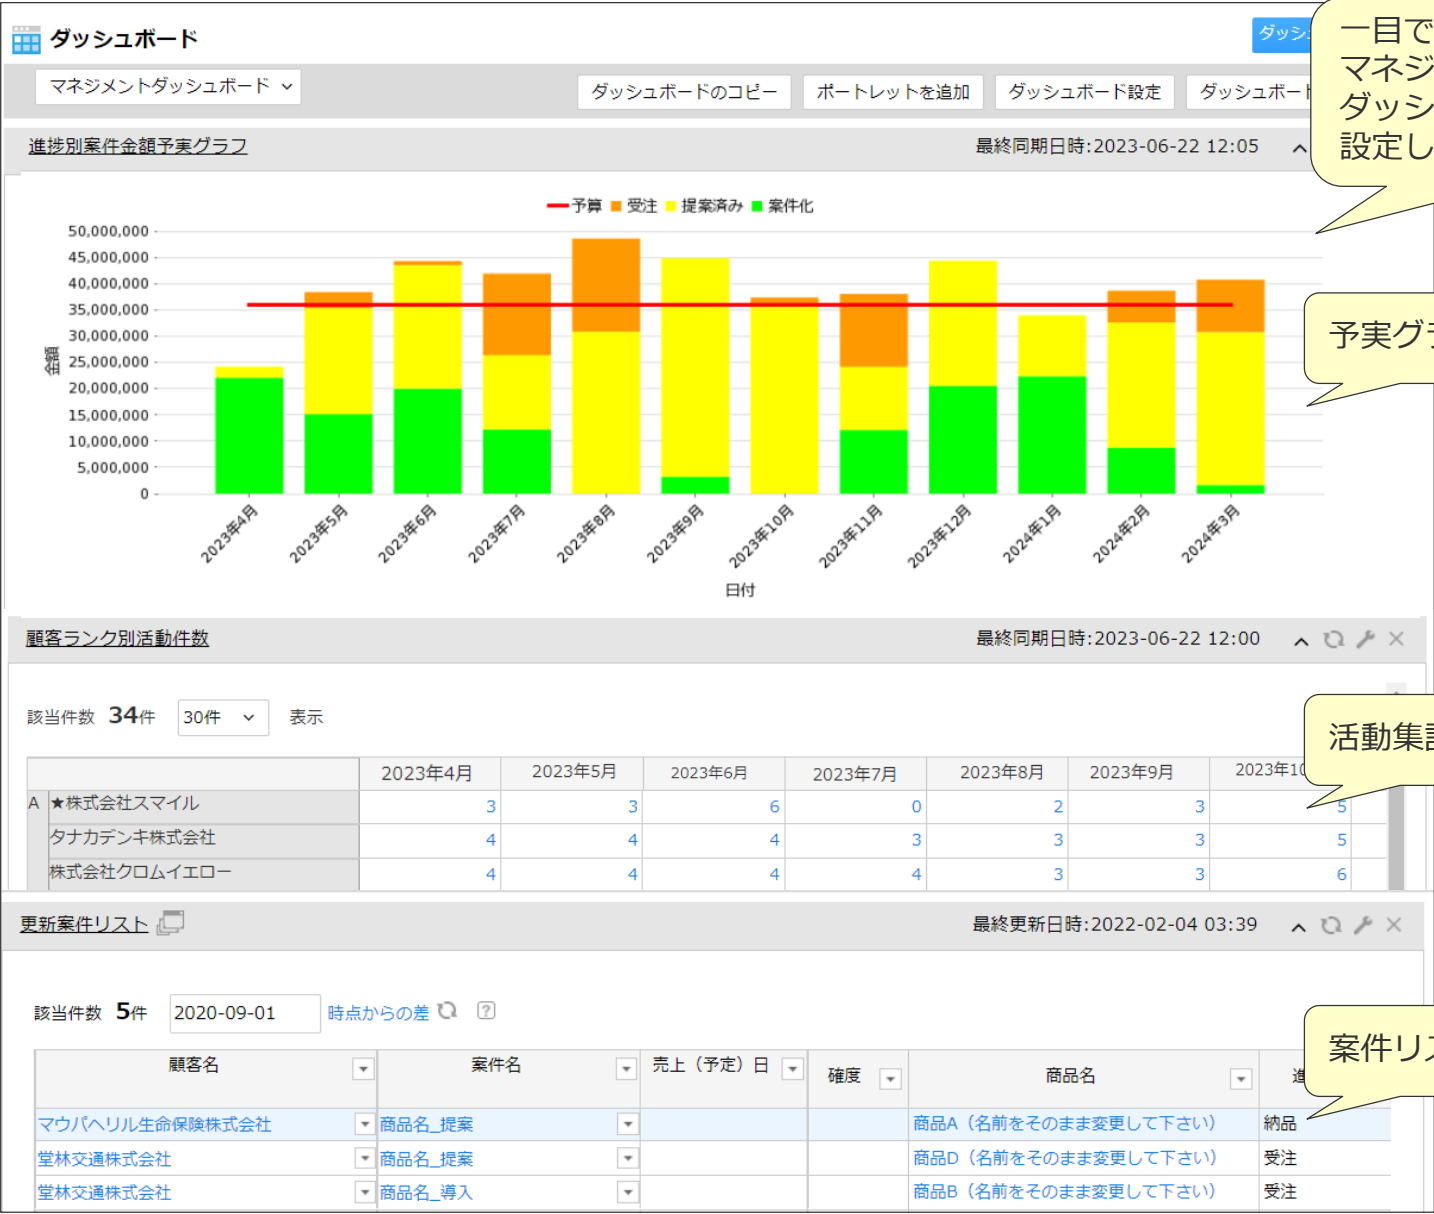 ダッシュボード
ダッシ
一目で
マネジ
ダッシ
設定し
マネジメントダッシュボード
ダッシュボードのコピー
ポートレットを追加
ダッシュボード設定
ダッシュボー
進捗別案件金額予実グラフ
最終同期日時:2023-06-22 12:05
予算 受注 提案済み 案件化
50,000,000
45,000,000
40,000,000
35,000,000
30,000,000
25,000,000
20,000,000
15,000,000
10,000,000
5,000,000
0
金額
2023年4月 2023年5月 2023年6月 2023年7月 2023年8月 2023年9月 2023年10月 2023年11月 2023年12月 2024年1月 2024年2月 2024年3月
日付
予実グ
顧客ランク別活動件数
最終同期日時:2023-06-22 12:00
該当件数 34件 30件 表示
活動集
2023年4月 2023年5月 2023年6月 2023年7月 2023年8月 2023年9月 2023年10
A ★株式会社スマイル 3 3 6 0 2 3 5
タナカデンキ株式会社 4 4 4 3 3 3 5
株式会社クロムイエロー 4 4 4 4 3 3 6
更新案件リスト
最終更新日時:2022-02-04 03:39
該当件数 5件 2020-09-01 時点からの差 ?
案件リ
顧客名 案件名 売上（予定）日 確度 商品名 進
マウパヘリル生命保険株式会社 商品名_提案 商品A（名前をそのまま変更して下さい） 納品
堂林交通株式会社 商品名_提案 商品D（名前をそのまま変更して下さい） 受注
堂林交通株式会社 商品名_導入 商品B（名前をそのまま変更して下さい） 受注